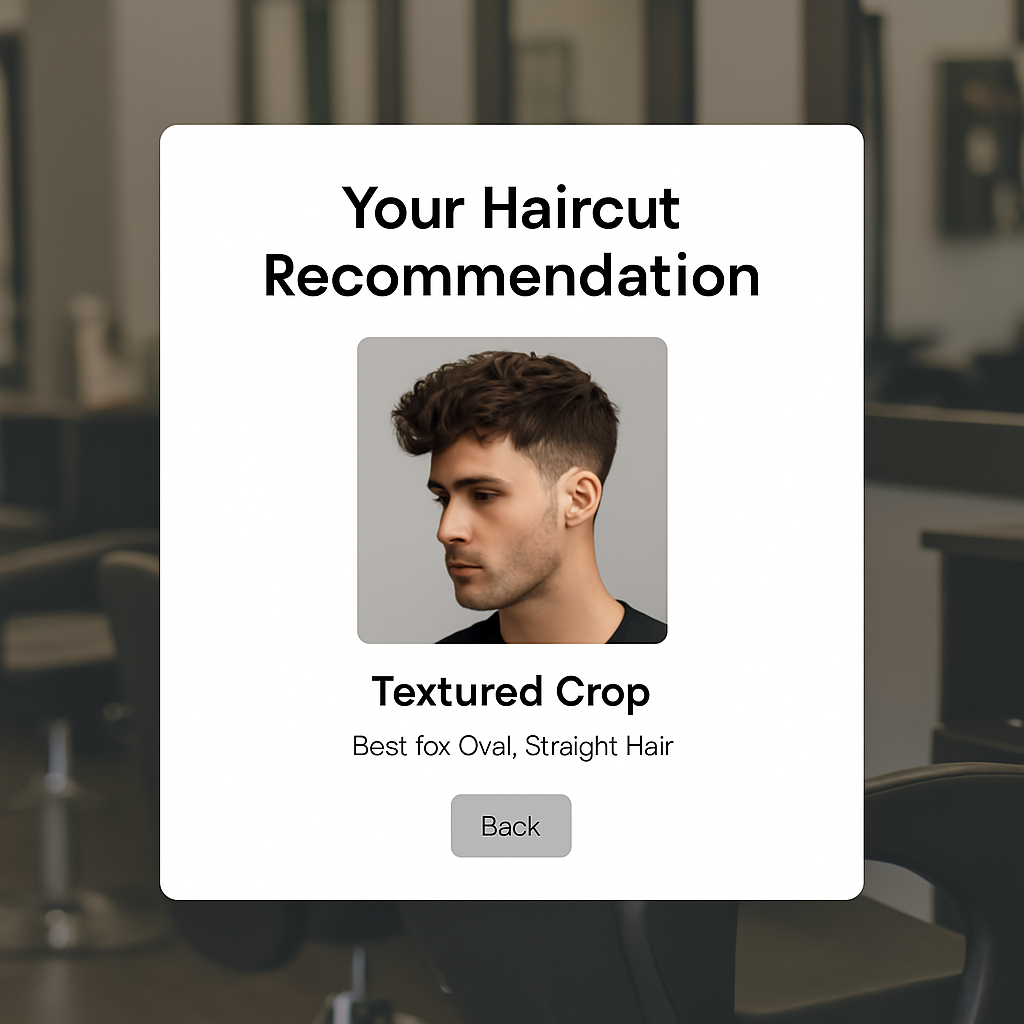 Your Haircut
Recommendation
Textured Crop
Best fox Oval, Straight Hair
Back